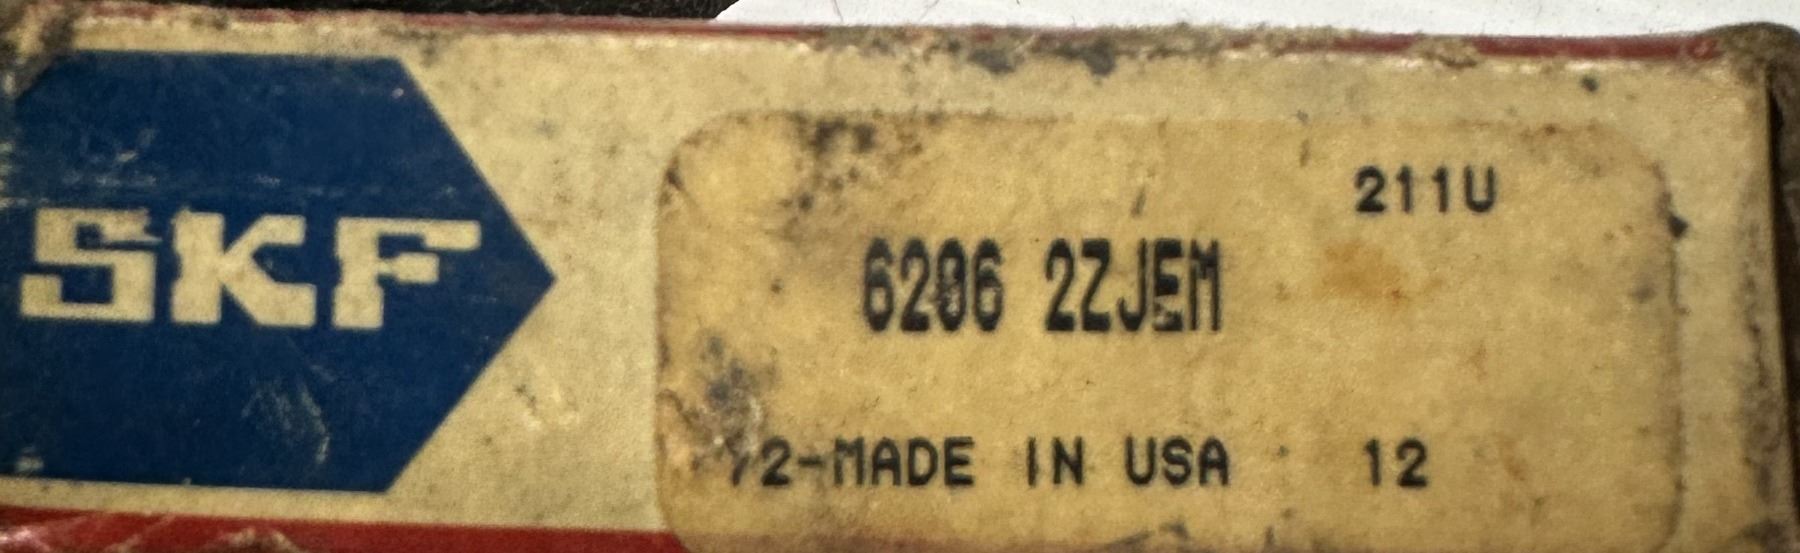 SKF
211U
6206 2ZJEM
72-MADE IN USA 12